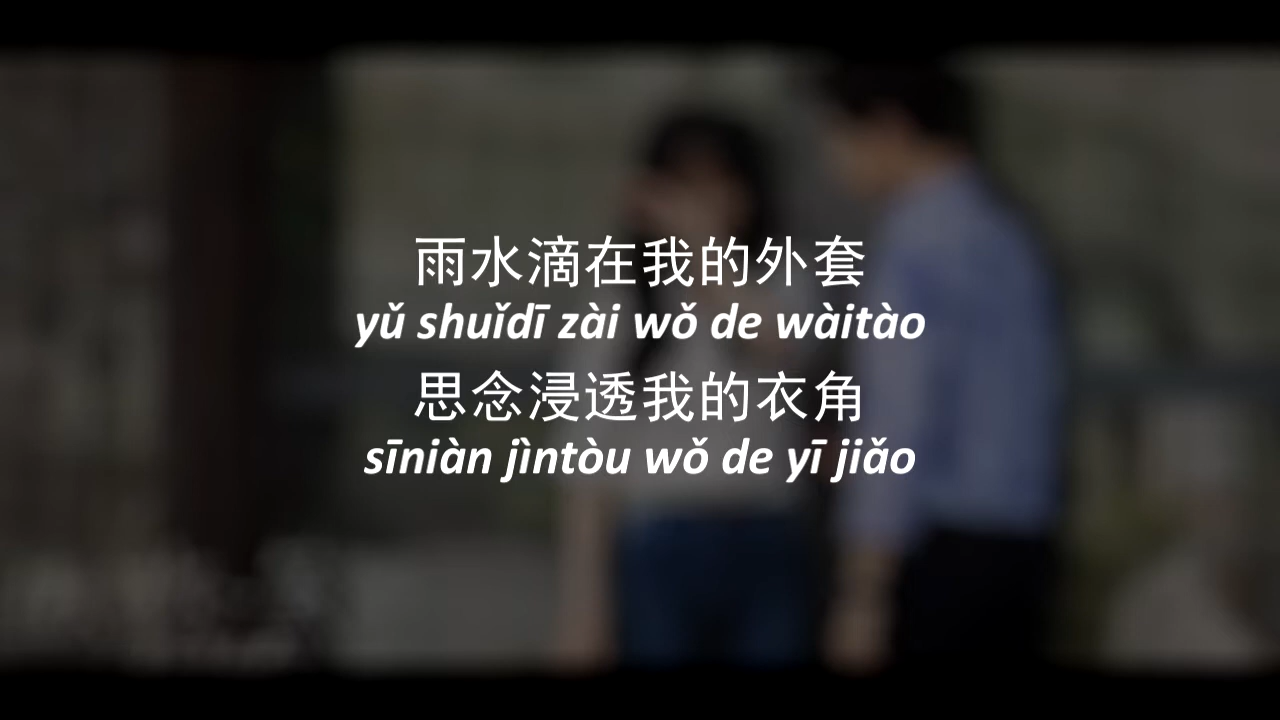 雨水滴在我的外套
yǔ shuǐdī zài wǒ de wàitào
思念浸透我的衣角
sīniàn jìntòu wǒ de yī jiǎo